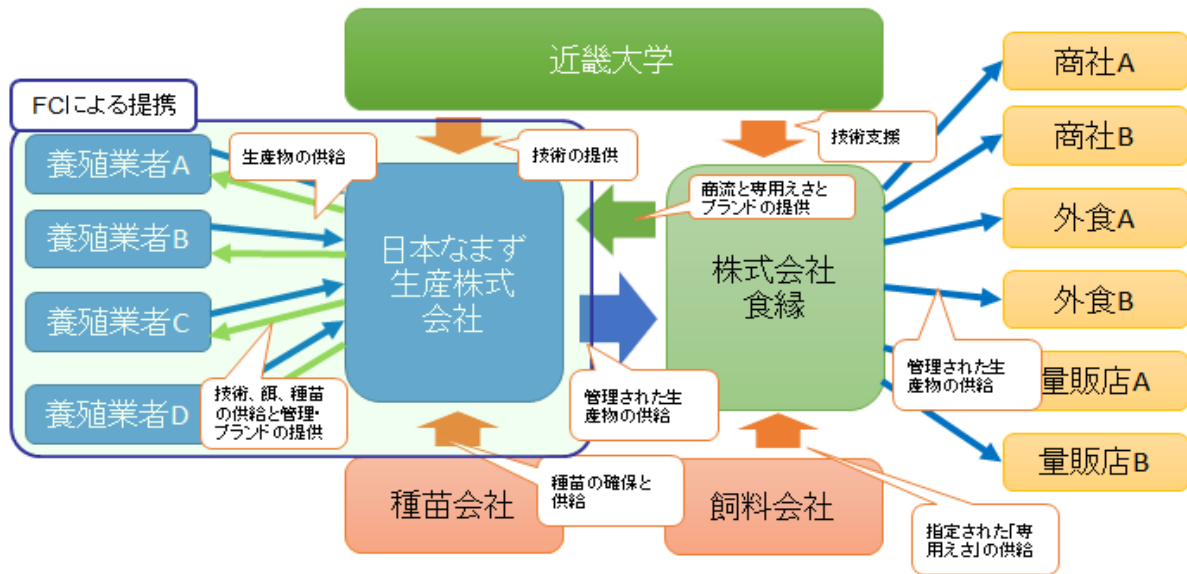 近畿大学
商社A
FCIによる提携
商社B
養殖業者A
生産物の供給
技術の提供
技術支援
商流と専用えさと
ブランドの提供
外食A
養殖業者B
日本なまず
生産株式
会社
株式会社
食縁
養殖業者C
外食B
管理された生
産物の供給
量販店A
養殖業者D
技術、餌、種苗
の供給と管理・
ブランドの提供
管理された生
産物の供給
量販店B
種苗会社
種苗の確保と
供給
飼料会社
指定された「専
用えさ」の供給